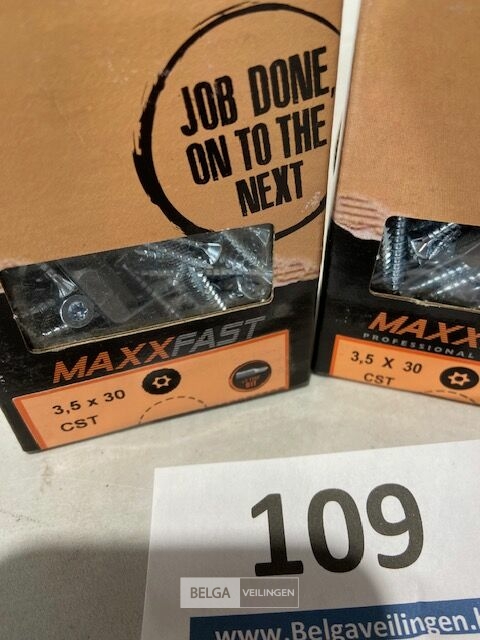 JOB DONE,
ON TO THE
NEXT
MAXXFAST
3,5 x 30
CST
MAXX
PROFESSIONAL
3,5 X 30
CST
109
BELGA VEILINGEN
www.Belgaveilingen.b